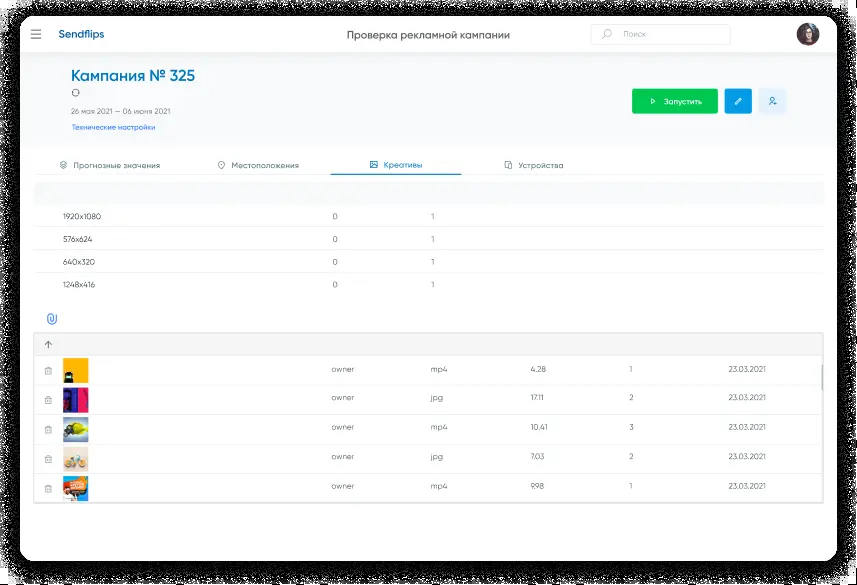 Sendflips
Проверка рекламной кампании
Поиск
Кампания № 325
26 мая 2021 — 06 июня 2021
Технические настройки
Запустить
Прогнозные значения
Местоположения
Креативы
Устройства
1920x1080 0 1
576x624 0 1
640x320 0 1
1248x416 0 1
owner mp4 4.28 1 23.03.2021
owner jpg 17.11 2 23.03.2021
owner mp4 10.41 3 23.03.2021
owner jpg 7.03 2 23.03.2021
owner mp4 9.98 1 23.03.2021